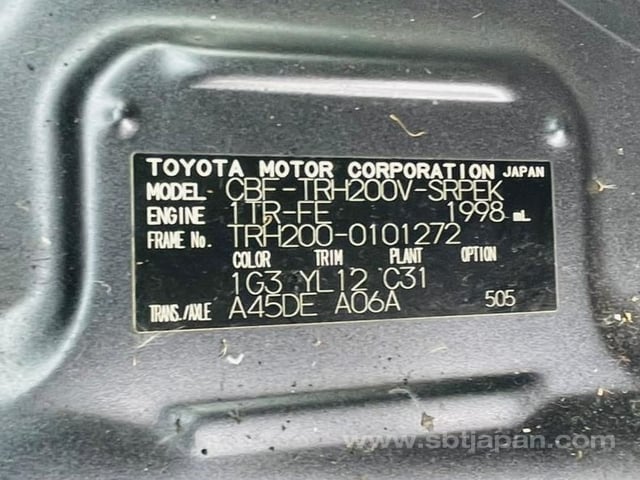 TOYOTA MOTOR CORPORATION JAPAN
MODEL CBF-TRH200V-SRPEK
ENGINE 1TR-FE 1998 mL
FRAME No. TRH200-0101272
COLOR TRIM PLANT OPTION
1G3 YL12 C31
TRANS./AXLE A45DE A06A 505
www.sbtjapan.com